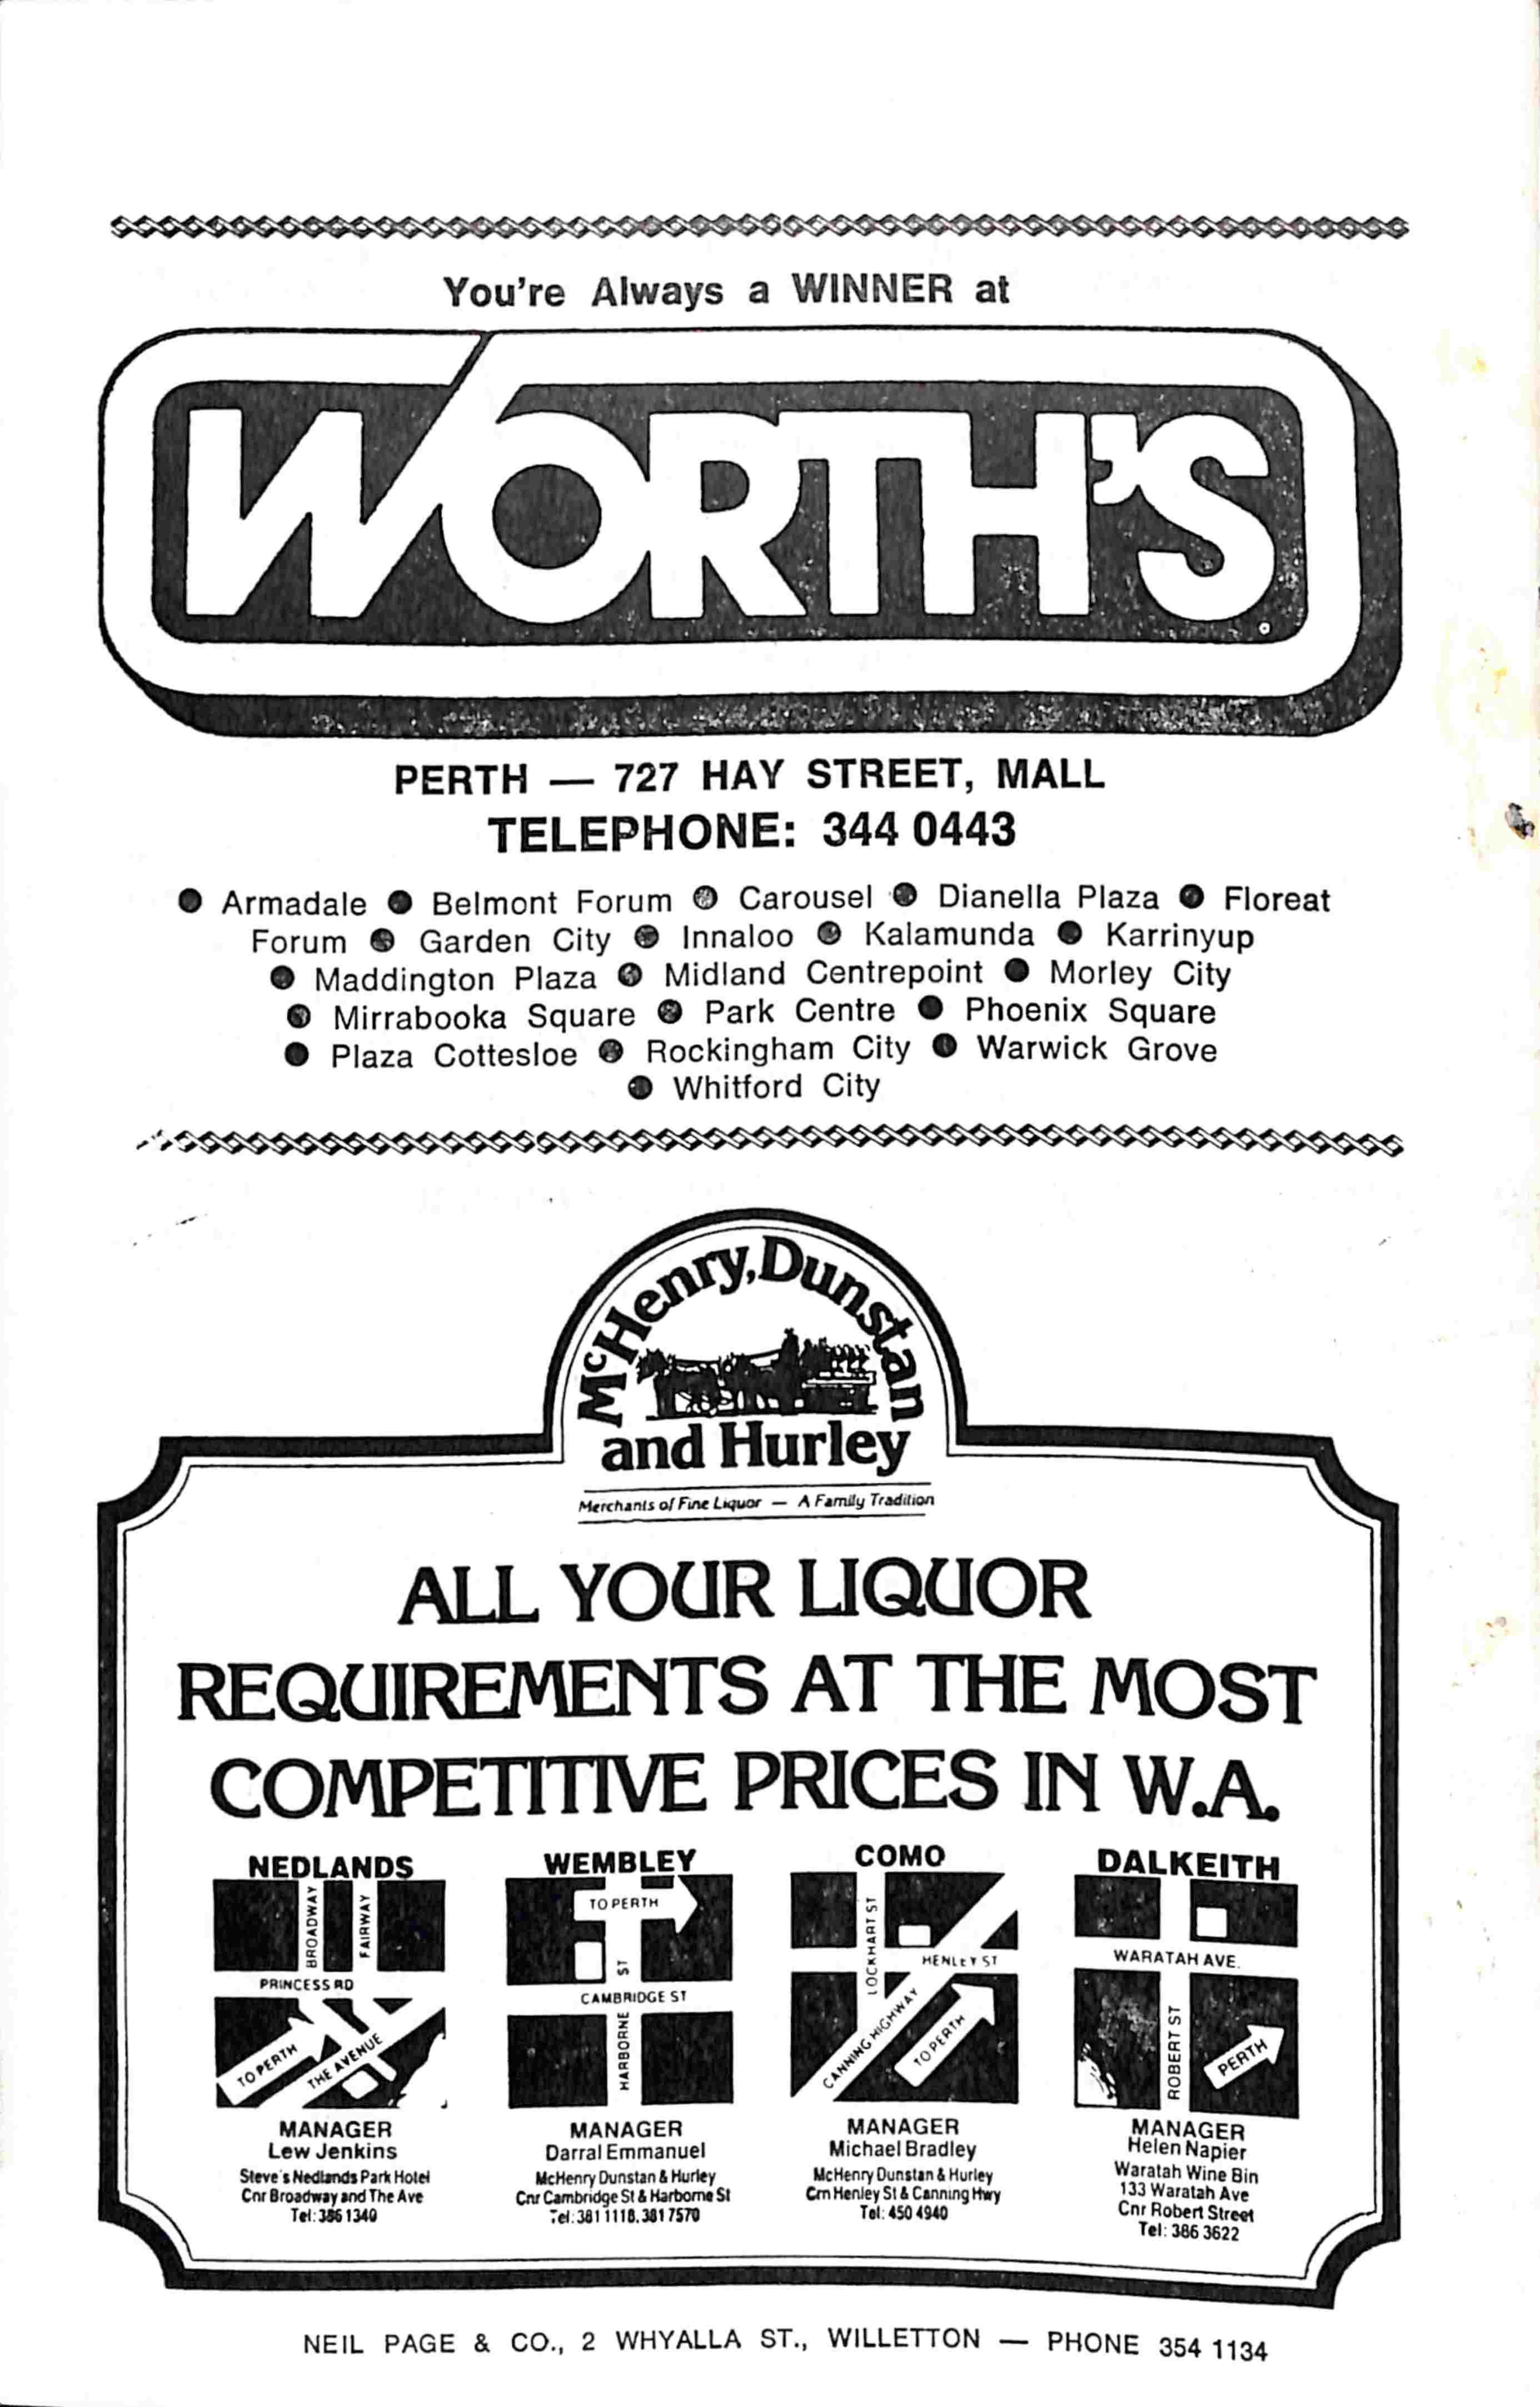 You're Always a WINNER at
WORTH'S
PERTH — 727 HAY STREET, MALL
TELEPHONE: 344 0443
● Armadale ● Belmont Forum ● Carousel ● Dianella Plaza ● Floreat
Forum ● Garden City ● Innaloo ● Kalamunda ● Karrinyup
● Maddington Plaza ● Midland Centrepoint ● Morley City
● Mirrabooka Square ● Park Centre ● Phoenix Square
● Plaza Cottesloe ● Rockingham City ● Warwick Grove
● Whitford City
McHenry, Dunstan
and Hurley
Merchants of Fine Liquor — A Family Tradition
ALL YOUR LIQUOR
REQUIREMENTS AT THE MOST
COMPETITIVE PRICES IN W.A.
NEDLANDS
BROADWAY
FAIRWAY
PRINCESS RD
TO PERTH
THE AVENUE
MANAGER
Lew Jenkins
Steve's Nedlands Park Hotel
Cnr Broadway and The Ave
Tel: 386 1340
WEMBLEY
TO PERTH
ST
CAMBRIDGE ST
HARBORNE
MANAGER
Darral Emmanuel
McHenry Dunstan & Hurley
Cnr Cambridge St & Harborne St
Tel: 381 1118. 381 7570
COMO
LOCKHART ST
HENLEY ST
CANNING HIGHWAY
TO PERTH
MANAGER
Michael Bradley
McHenry Dunstan & Hurley
Crn Henley St & Canning Hwy
Tel: 450 4940
DALKEITH
WARATAH AVE.
ROBERT ST
PERTH
MANAGER
Helen Napier
Waratah Wine Bin
133 Waratah Ave
Cnr Robert Street
Tel: 386 3622
NEIL PAGE & CO., 2 WHYALLA ST., WILLETTON — PHONE 354 1134